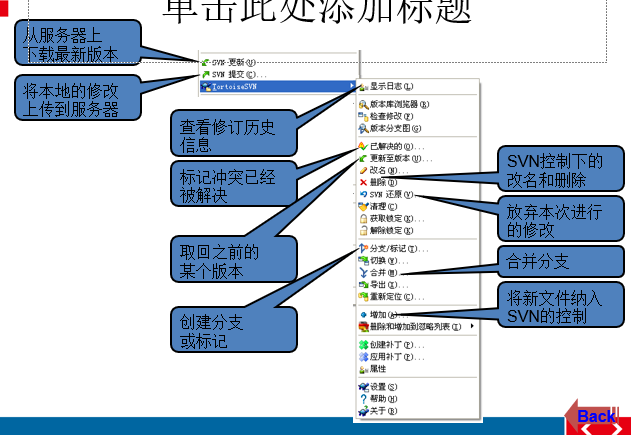 单击此处添加标题
从服务器上
下载最新版本
将本地的修改
上传到服务器
SVN 更新(U)
SVN 提交(C)...
TortoiseSVN
查看修订历史
信息
标记冲突已经
被解决
取回之前的
某个版本
创建分支
或标记
显示日志(L)
版本库浏览器(R)
检查修改(F)
版本分支图(G)
已解决的(O)...
更新至版本(U)...
改名(N)...
删除(D)
SVN 还原(V)...
清理(C)
获取锁定(K)...
解除锁定(K)
分支/标记(T)...
切换(W)...
合并(M)...
导出(E)...
重新定位(C)...
增加(A)...
删除和增加到忽略列表(I)
创建补丁(P)...
应用补丁(P)...
属性
设置(S)
帮助(H)
关于(B)
SVN控制下的
改名和删除
放弃本次进行
的修改
合并分支
将新文件纳入
SVN的控制
Back